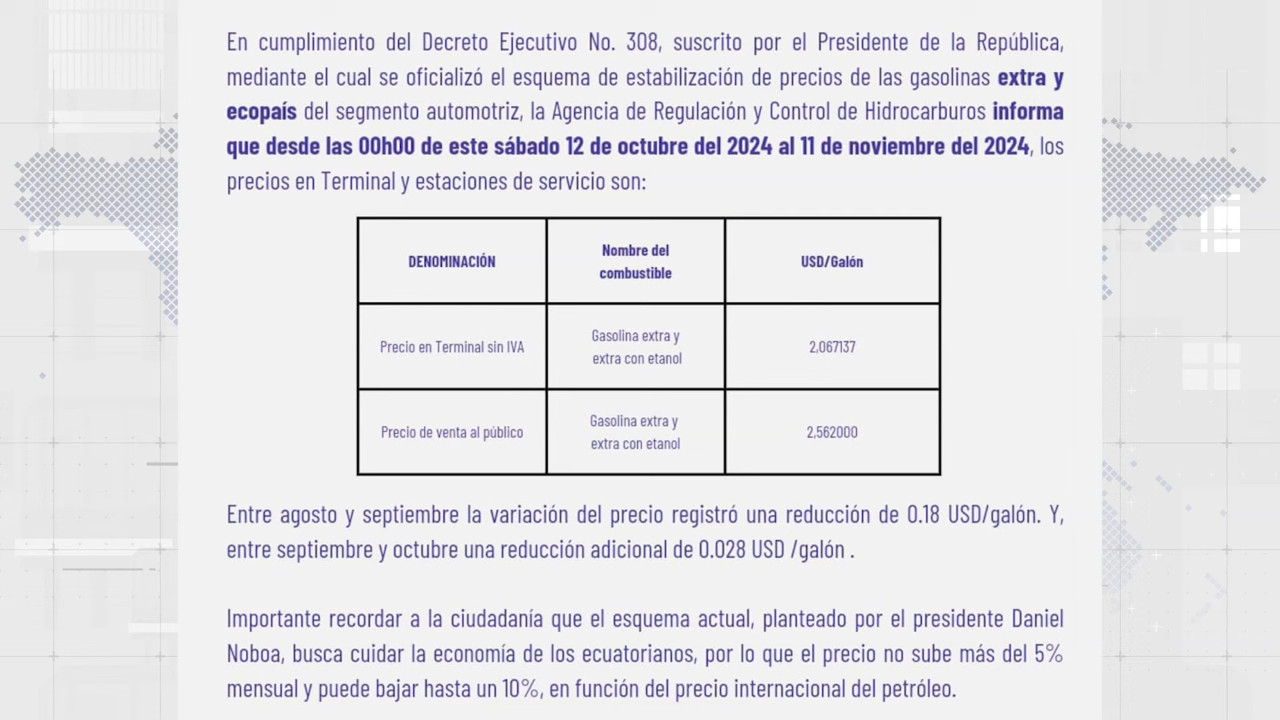 En cumplimiento del Decreto Ejecutivo No. 308, suscrito por el Presidente de la República,
mediante el cual se oficializó el esquema de estabilización de precios de las gasolinas extra y
ecopaís del segmento automotriz, la Agencia de Regulación y Control de Hidrocarburos informa
que desde las 00h00 de este sábado 12 de octubre del 2024 al 11 de noviembre del 2024, los
precios en Terminal y estaciones de servicio son:
DENOMINACIÓN
Nombre del
combustible
USD/Galón
Precio en Terminal sin IVA
Gasolina extra y
extra con etanol
2,067137
Precio de venta al público
Gasolina extra y
extra con etanol
2,562000
Entre agosto y septiembre la variación del precio registró una reducción de 0.18 USD/galón. Y,
entre septiembre y octubre una reducción adicional de 0.028 USD /galón .
Importante recordar a la ciudadanía que el esquema actual, planteado por el presidente Daniel
Noboa, busca cuidar la economía de los ecuatorianos, por lo que el precio no sube más del 5%
mensual y puede bajar hasta un 10%, en función del precio internacional del petróleo.